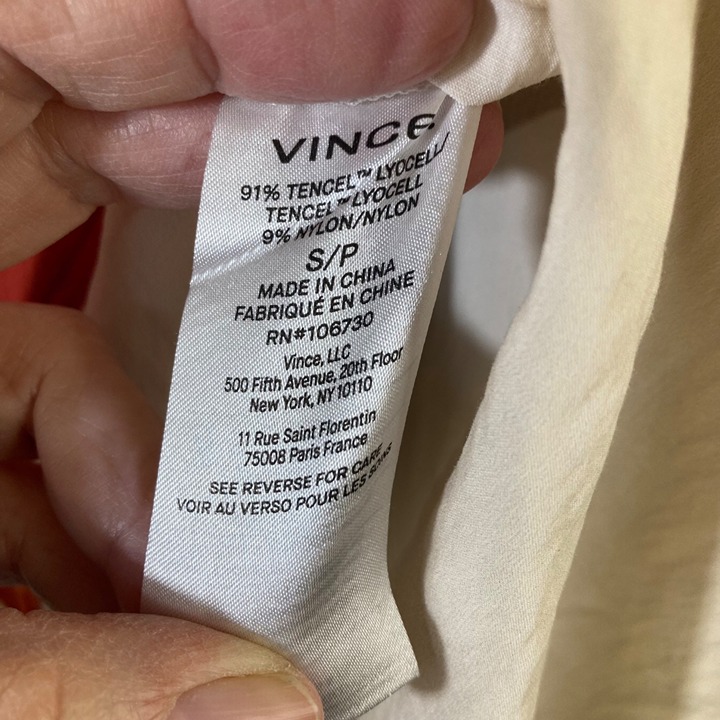 VINCE
91% TENCEL™ LYOCELL/
TENCEL™ LYOCELL
9% NYLON/NYLON
S/P
MADE IN CHINA
FABRIQUÉ EN CHINE
RN#106730
Vince, LLC
500 Fifth Avenue, 20th Floor
New York, NY 10110
11 Rue Saint Florentin
75008 Paris France
SEE REVERSE FOR CARE
VOIR AU VERSO POUR LES SOINS